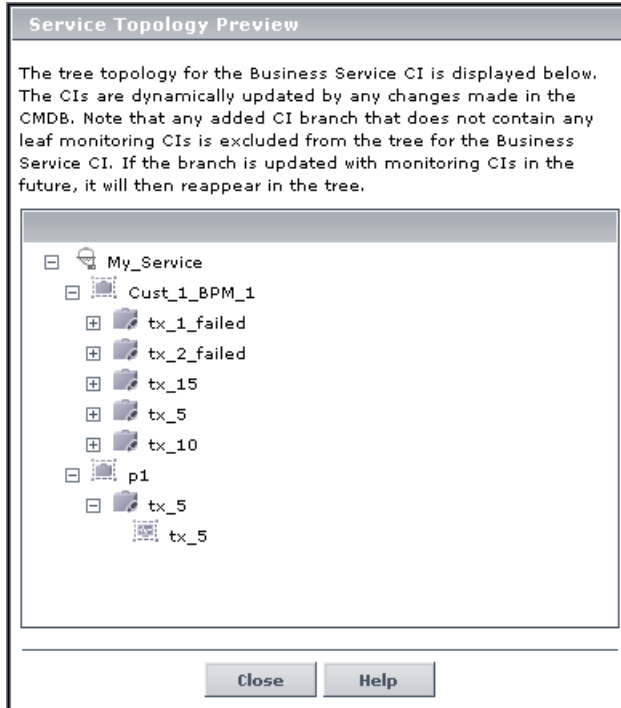 Service Topology Preview
The tree topology for the Business Service CI is displayed below.
The CIs are dynamically updated by any changes made in the
CMDB. Note that any added CI branch that does not contain any
leaf monitoring CIs is excluded from the tree for the Business
Service CI. If the branch is updated with monitoring CIs in the
future, it will then reappear in the tree.
My_Service
Cust_1_BPM_1
tx_1_failed
tx_2_failed
tx_15
tx_5
tx_10
p1
tx_5
tx_5
Close Help